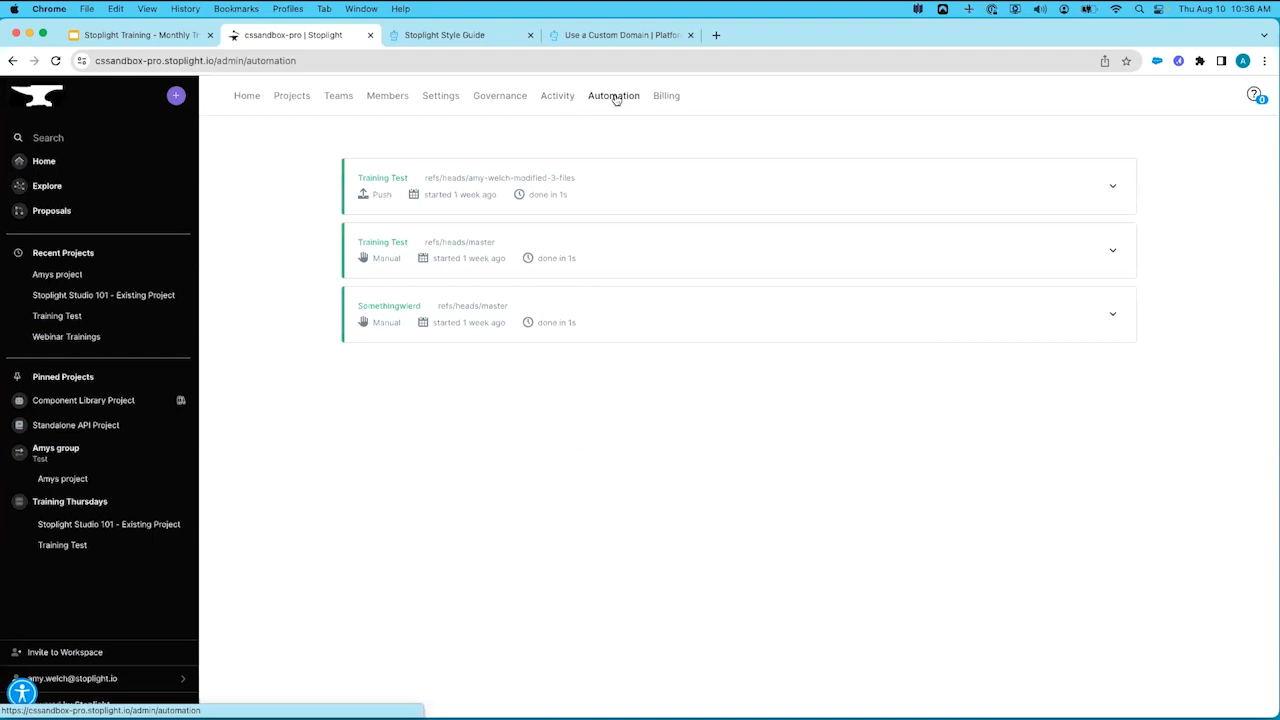 Chrome File Edit View History Bookmarks Profiles Tab Window Help Thu Aug 10 10:36 AM
Stoplight Training - Monthly Tr cssandbox-pro | Stoplight Stoplight Style Guide Use a Custom Domain | Platfor
cssandbox-pro.stoplight.io/admin/automation A
Home Projects Teams Members Settings Governance Activity Automation Billing 0
Search
Home
Explore
Proposals
Recent Projects
Amys project
Stoplight Studio 101 - Existing Project
Training Test
Webinar Trainings
Pinned Projects
Component Library Project
Standalone API Project
Amys group
Test
Amys project
Training Thursdays
Stoplight Studio 101 - Existing Project
Training Test
Invite to Workspace
amy.welch@stoplight.io
Training Test refs/heads/amy-welch-modified-3-files
Push started 1 week ago done in 1s
Training Test refs/heads/master
Manual started 1 week ago done in 1s
Somethingwierd refs/heads/master
Manual started 1 week ago done in 1s
https://cssandbox-pro.stoplight.io/admin/automation